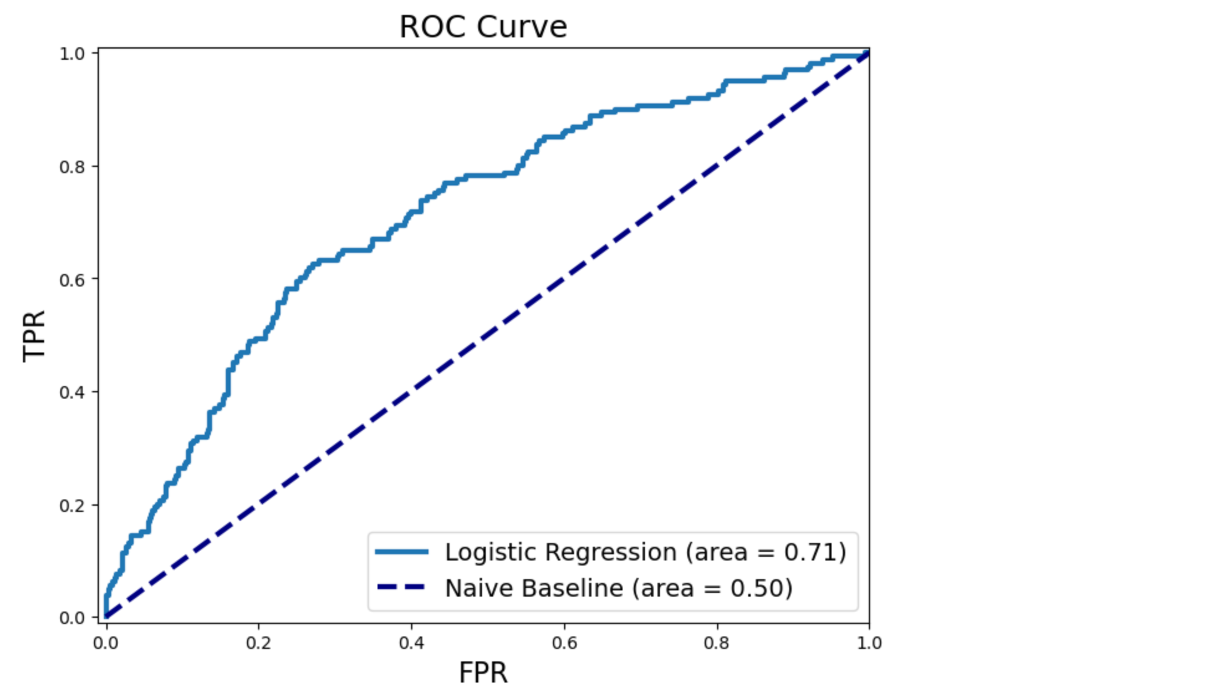 ROC Curve
1.0
0.8
0.6
0.4
0.2
0.0
TPR
Logistic Regression (area = 0.71)
Naive Baseline (area = 0.50)
0.0 0.2 0.4 0.6 0.8 1.0
FPR